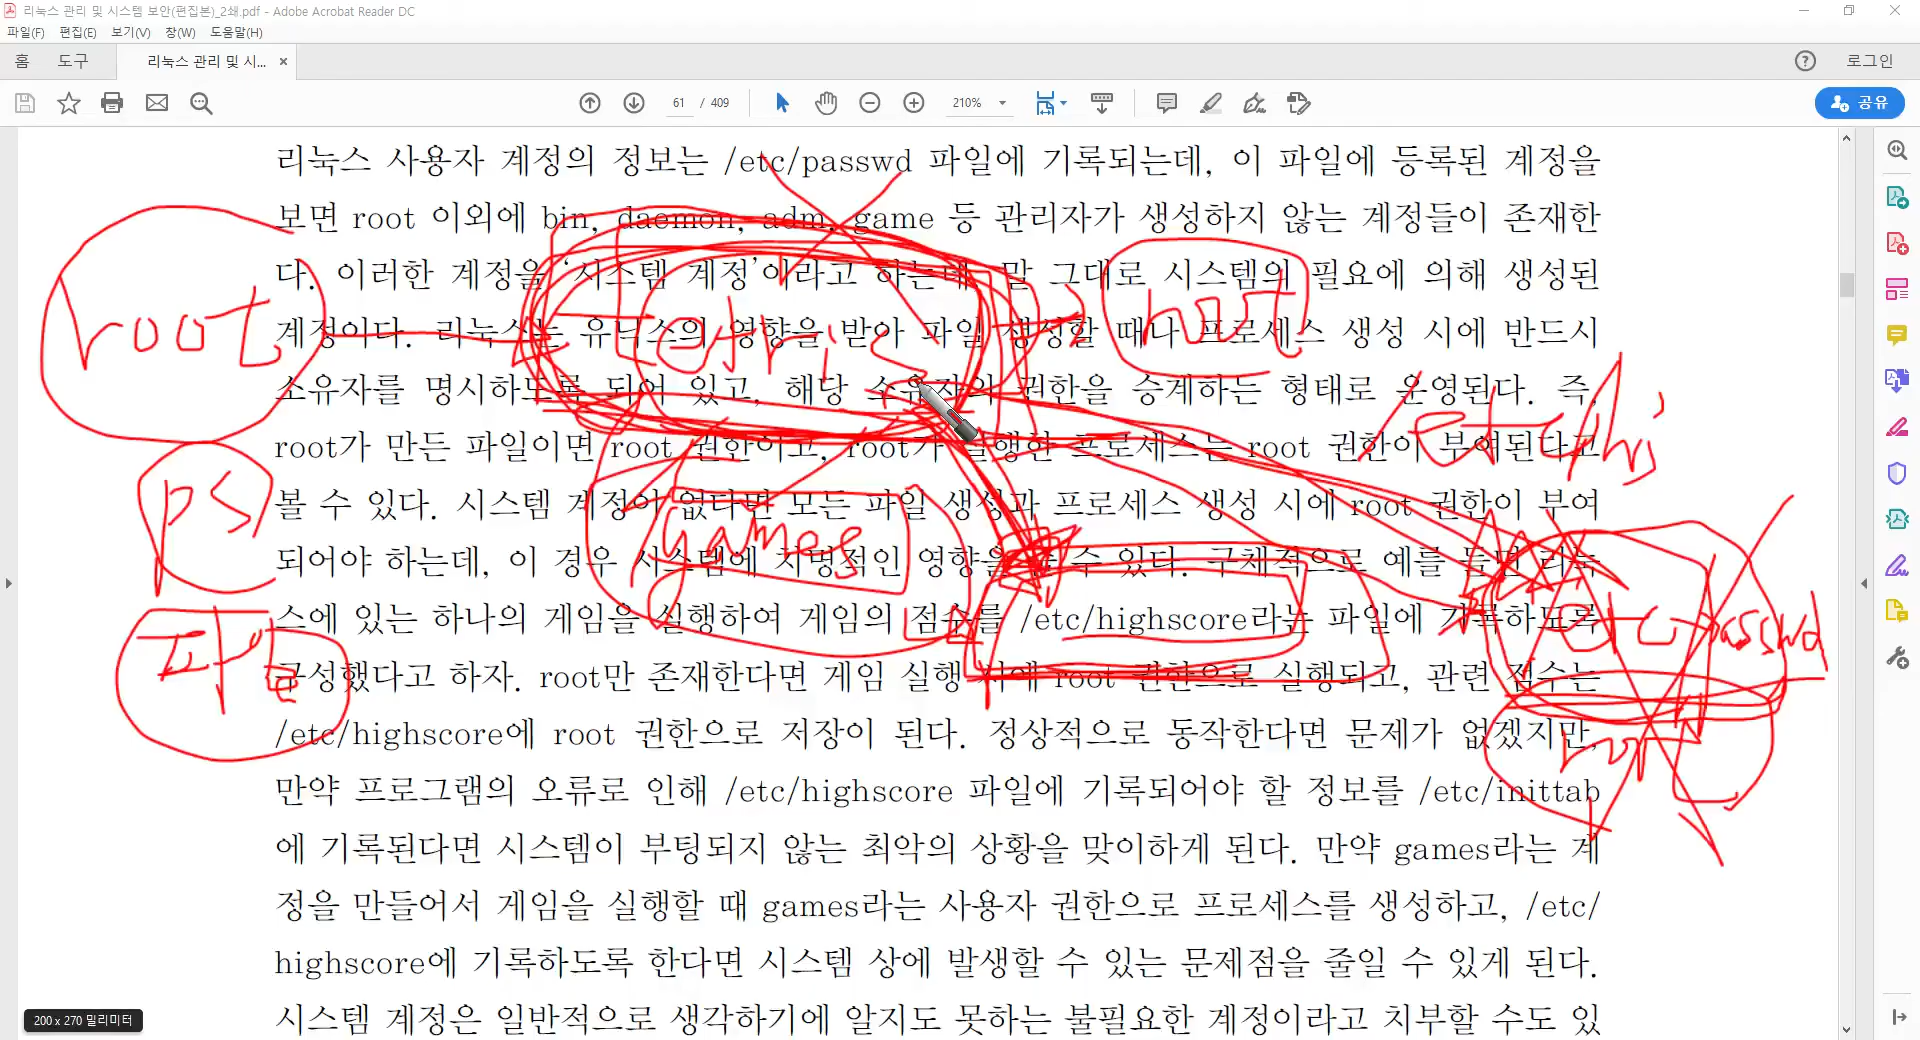 리눅스 관리 및 시스템 보안(편집본)_2쇄.pdf - Adobe Acrobat Reader DC
파일(F) 편집(E) 보기(V) 창(W) 도움말(H)
홈 도구 리눅스 관리 및 시... × 로그인
61 / 409 210% 공유
리눅스 사용자 계정의 정보는 /etc/passwd 파일에 기록되는데, 이 파일에 등록된 계정을
보면 root 이외에 bin, daemon, adm, game 등 관리자가 생성하지 않는 계정들이 존재한
다. 이러한 계정을 ‘시스템 계정’이라고 하는데, 말 그대로 시스템의 필요에 의해 생성된
계정이다. 리눅스는 유닉스의 영향을 받아 파일 생성할 때나 프로세스 생성 시에 반드시
소유자를 명시하도록 되어 있고, 해당 소유자의 권한을 승계하는 형태로 운영된다. 즉,
root가 만든 파일이면 root 권한이고, root가 실행한 프로세스는 root 권한이 부여된다고
볼 수 있다. 시스템 계정이 없다면 모든 파일 생성과 프로세스 생성 시에 root 권한이 부여
되어야 하는데, 이 경우 시스템에 치명적인 영향을 수 있다. 구체적으로 예를 들면 리눅
스에 있는 하나의 게임을 실행하여 게임의 점수를 /etc/highscore라는 파일에 기록하도록
구성했다고 하자. root만 존재한다면 게임 실행 시에 root 권한으로 실행되고, 관련 점수는
/etc/highscore에 root 권한으로 저장이 된다. 정상적으로 동작한다면 문제가 없겠지만,
만약 프로그램의 오류로 인해 /etc/highscore 파일에 기록되어야 할 정보를 /etc/inittab
에 기록된다면 시스템이 부팅되지 않는 최악의 상황을 맞이하게 된다. 만약 games라는 계
정을 만들어서 게임을 실행할 때 games라는 사용자 권한으로 프로세스를 생성하고, /etc/
highscore에 기록하도록 한다면 시스템 상에 발생할 수 있는 문제점을 줄일 수 있게 된다.
시스템 계정은 일반적으로 생각하기에 알지도 못하는 불필요한 계정이라고 치부할 수도 있
root
ps
파일
root
games
passwd
200 x 270 밀리미터